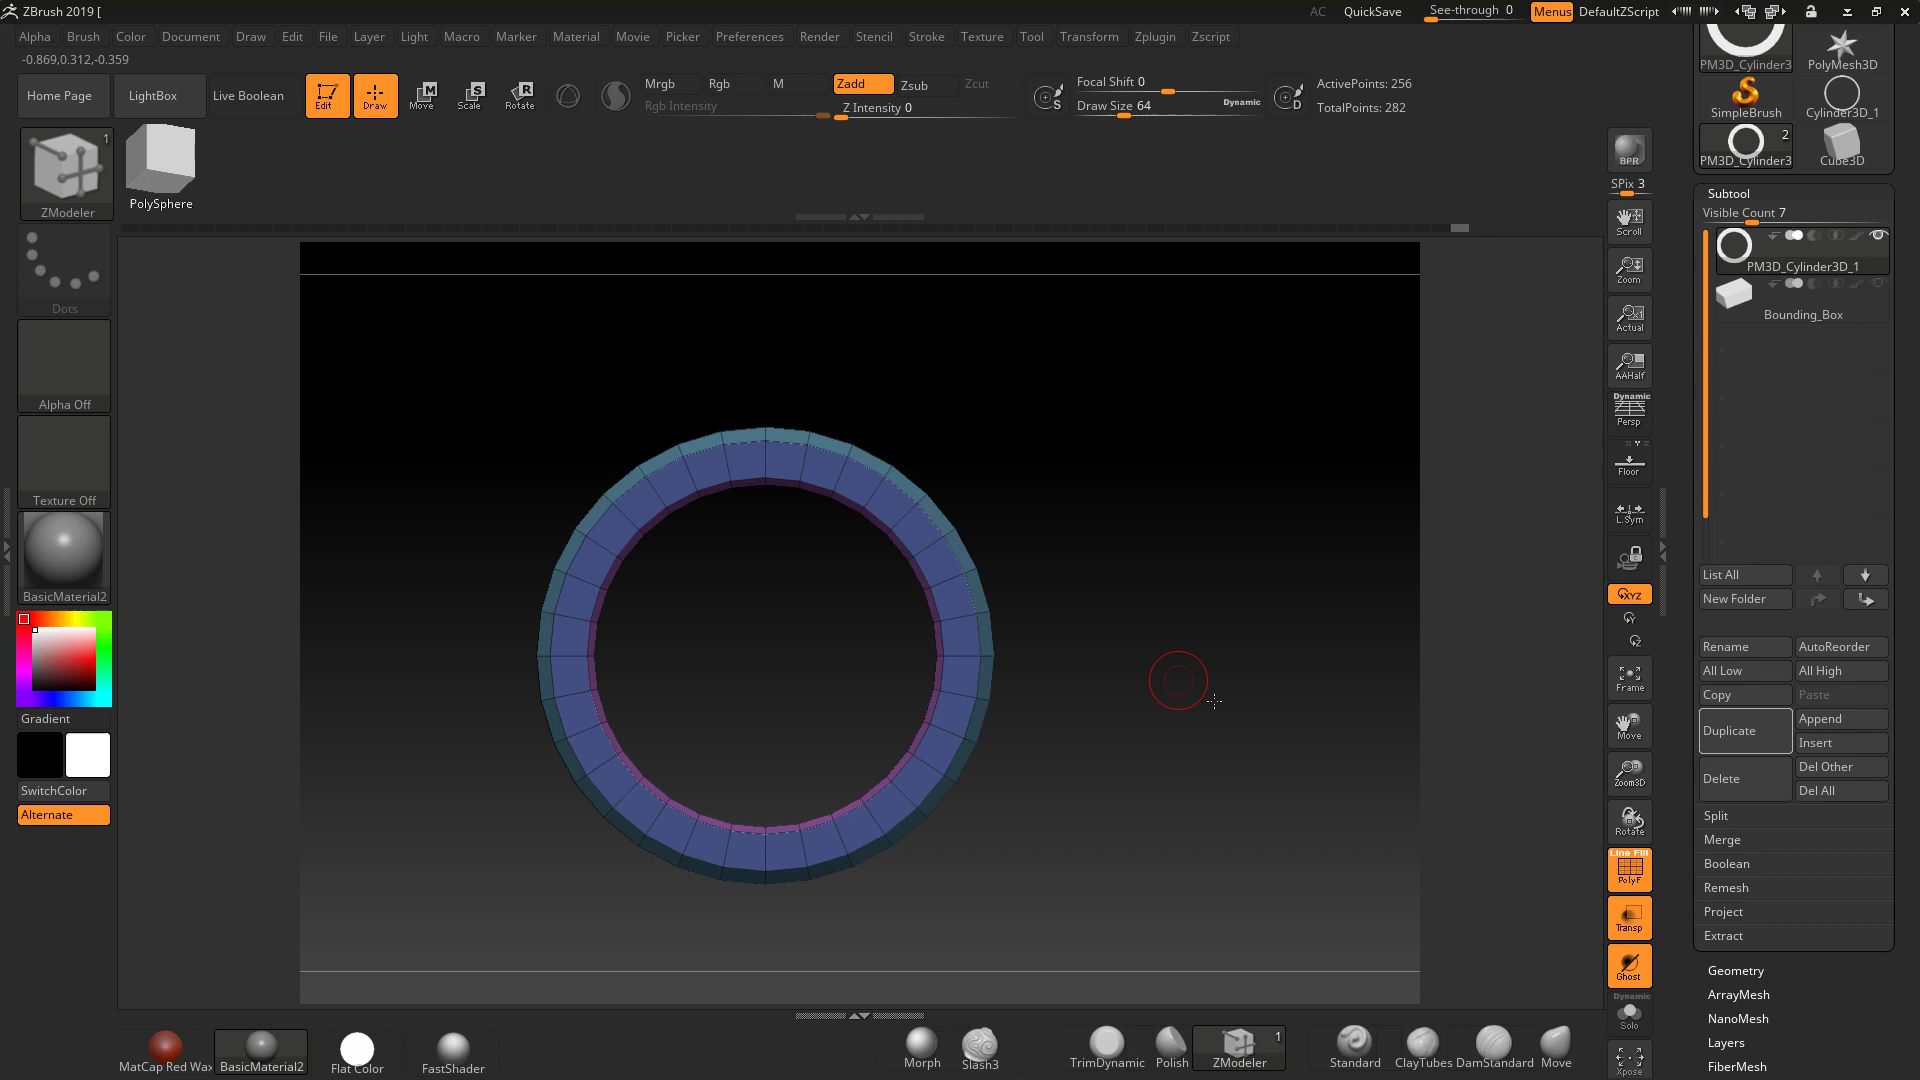 ZBrush 2019 [
AC QuickSave See-through 0 Menus DefaultZScript
Alpha Brush Color Document Draw Edit File Layer Light Macro Marker Material Movie Picker Preferences Render Stencil Stroke Texture Tool Transform Zplugin Zscript
-0.869,0.312,-0.359
Home Page LightBox Live Boolean Edit Draw Move Scale Rotate
Mrgb Rgb M Zadd Zsub Zcut
Rgb Intensity Z Intensity 0
Focal Shift 0
Draw Size 64 Dynamic
S D
ActivePoints: 256
TotalPoints: 282
1
ZModeler
PolySphere
Dots
Alpha Off
Texture Off
BasicMaterial2
Gradient
SwitchColor
Alternate
BPR
SPix 3
Scroll
Zoom
Actual
AAHalf
Dynamic
Persp
Floor
L.Sym
XYZ
Y
Z
Frame
Move
Zoom3D
Rotate
Line Fill
PolyF
Transp
Ghost
Dynamic
Solo
Xpose
PM3D_Cylinder3 PolyMesh3D
SimpleBrush Cylinder3D_1
2
PM3D_Cylinder3 Cube3D
Subtool
Visible Count 7
PM3D_Cylinder3D_1
Bounding_Box
List All
New Folder
Rename AutoReorder
All Low All High
Copy Paste
Duplicate Append
Insert
Delete Del Other
Del All
Split
Merge
Boolean
Remesh
Project
Extract
Geometry
ArrayMesh
NanoMesh
Layers
FiberMesh
MatCap Red Wax BasicMaterial2 Flat Color FastShader Morph Slash3 TrimDynamic Polish ZModeler 1 Standard ClayTubes DamStandard Move